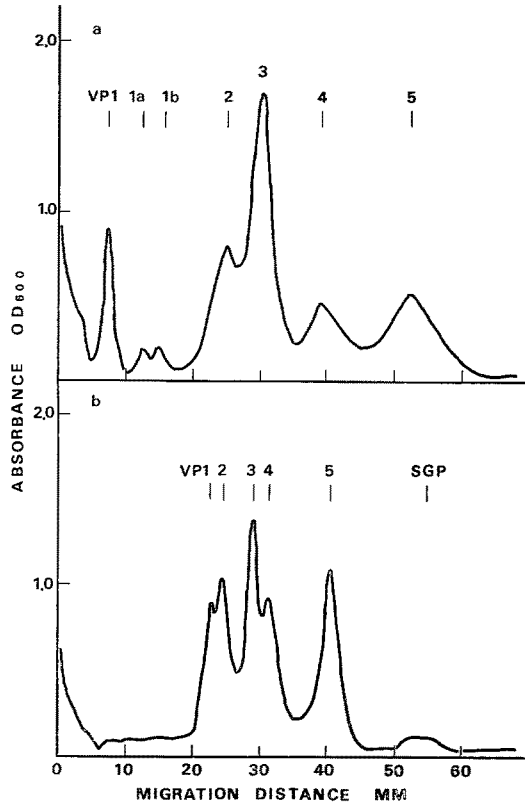 2,0
a
3
VP1 1a 1b 2 4 5
1.0
ABSORBANCE OD600
b
2,0
VP1 2 3 4 5 SGP
1,0
0 10 20 30 40 50 60
MIGRATION DISTANCE MM